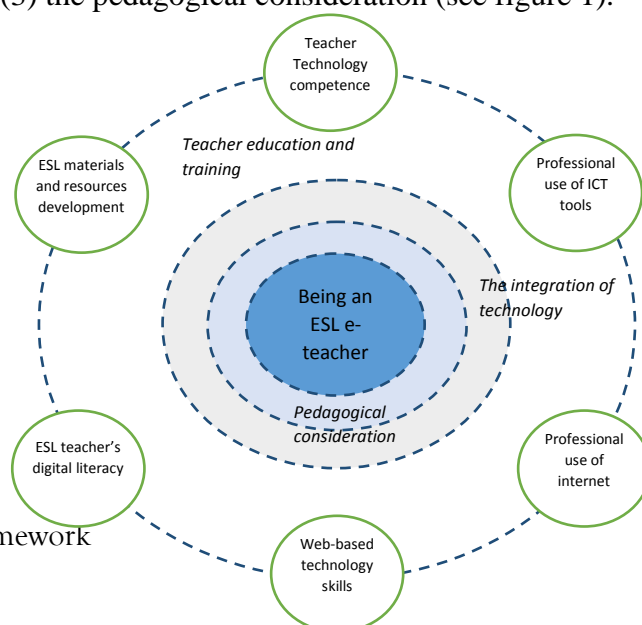 (3) the pedagogical consideration (see figure 1).
Teacher
Technology
competence
Teacher education and
training
ESL materials
and resources
development
Professional
use of ICT
tools
The integration of
technology
Being an
ESL e-
teacher
Pedagogical
consideration
ESL teacher’s
digital literacy
Professional
use of
internet
mework
Web-based
technology
skills